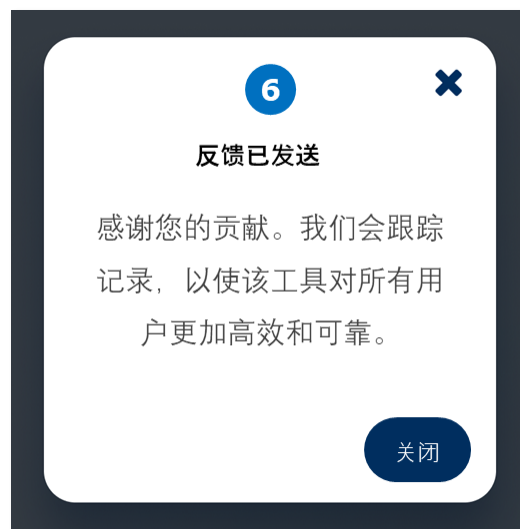 6
反馈已发送
感谢您的贡献。我们会跟踪
记录，以使该工具对所有用
户更加高效和可靠。
关闭